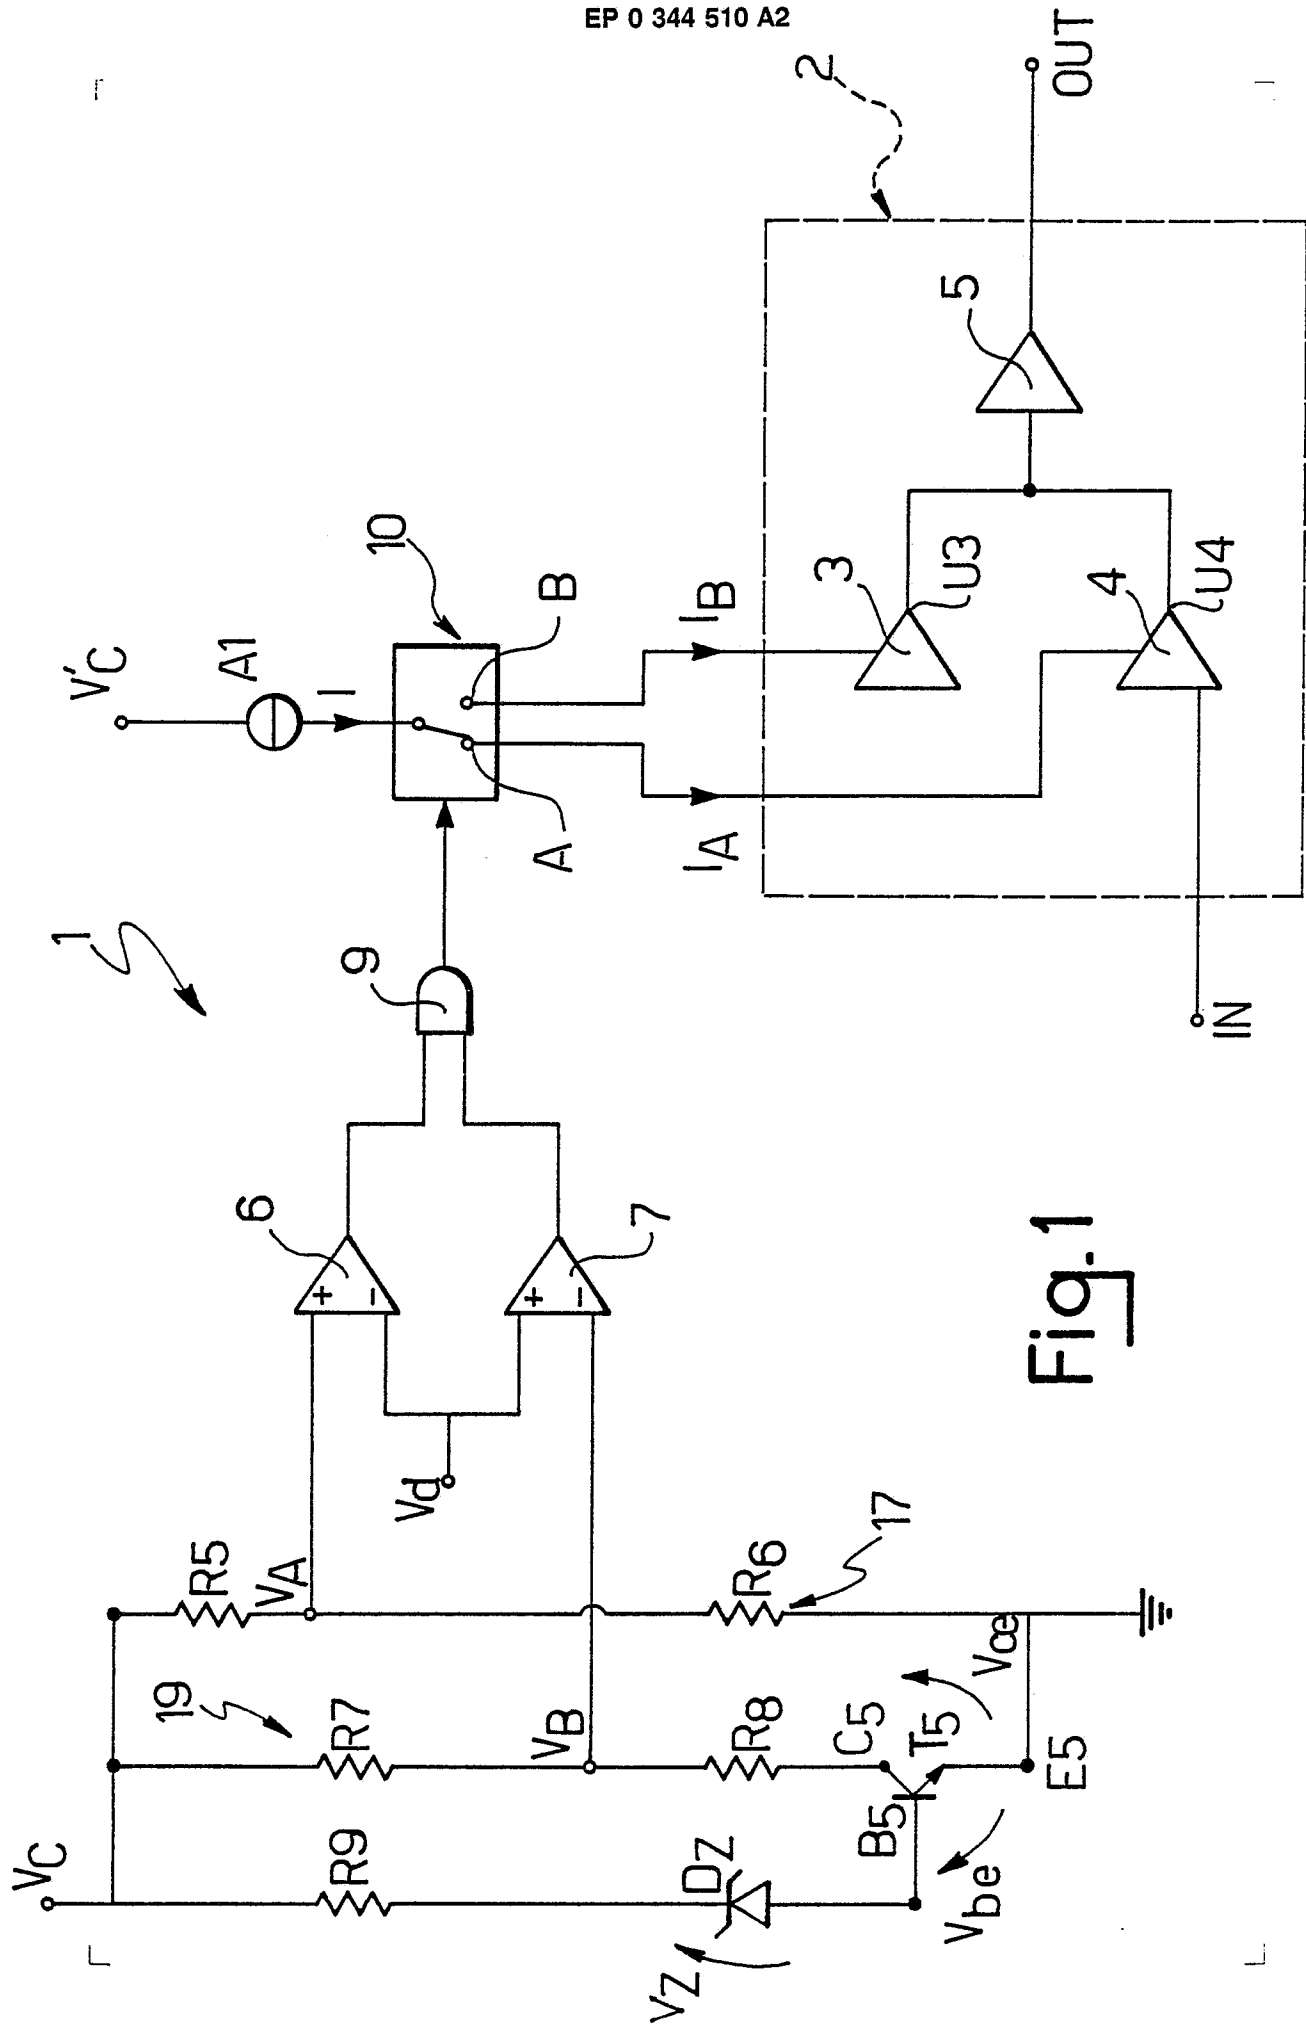 EP 0 344 510 A2
1
V'C
A1
I
10
A
B
IA
IB
2
3
U3
4
U4
5
IN
OUT
6
+
−
7
+
−
9
Vd
VC
19
R5
VA
R7
VB
R9
R6
17
R8
C5
T5
B5
E5
Vce
Vbe
DZ
VZ
Fig. 1